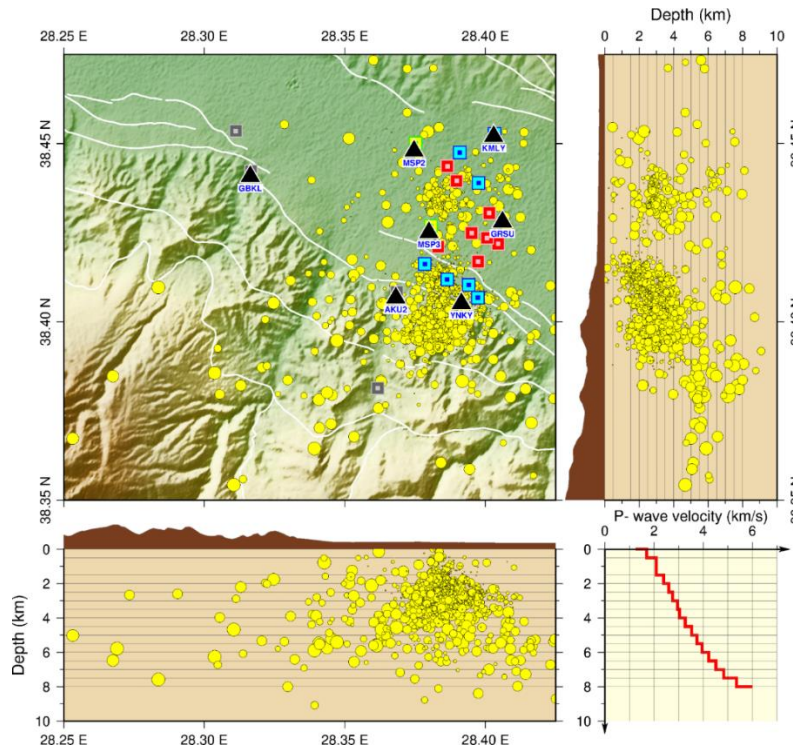 Depth (km)
28.25 E 28.30 E 28.35 E 28.40 E 0 2 4 6 8 10
38.45 N
KMLY
MSP2
GBKL
GRSU
MSP3
38.40 N
AKU2 YNKY
38.35 N
P- wave velocity (km/s)
0 0 2 4 6
2 2
Depth (km)
4 4
6 6
8 8
10 10
28.25 E 28.30 E 28.35 E 28.40 E